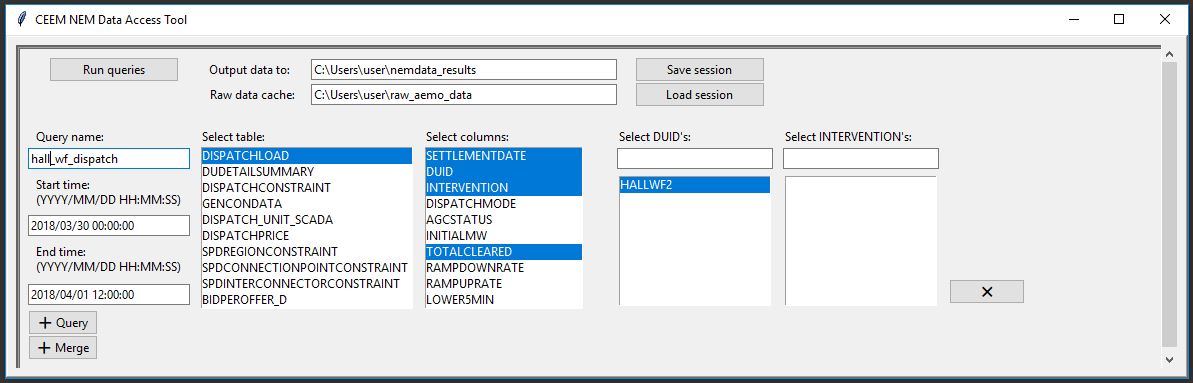 CEEM NEM Data Access Tool
Run queries
Output data to:
C:\Users\user\nemdata_results
Save session
Raw data cache:
C:\Users\user\raw_aemo_data
Load session
Query name:
hall_wf_dispatch
Start time:
(YYYY/MM/DD HH:MM:SS)
2018/03/30 00:00:00
End time:
(YYYY/MM/DD HH:MM:SS)
2018/04/01 12:00:00
+ Query
+ Merge
Select table:
DISPATCHLOAD
DUDETAILSUMMARY
DISPATCHCONSTRAINT
GENCONDATA
DISPATCH_UNIT_SCADA
DISPATCHPRICE
SPDREGIONCONSTRAINT
SPDCONNECTIONPOINTCONSTRAINT
SPDINTERCONNECTORCONSTRAINT
BIDPEROFFER_D
Select columns:
SETTLEMENTDATE
DUID
INTERVENTION
DISPATCHMODE
AGCSTATUS
INITIALMW
TOTALCLEARED
RAMPDOWNRATE
RAMPUPRATE
LOWER5MIN
Select DUID's:
HALLWF2
Select INTERVENTION's: